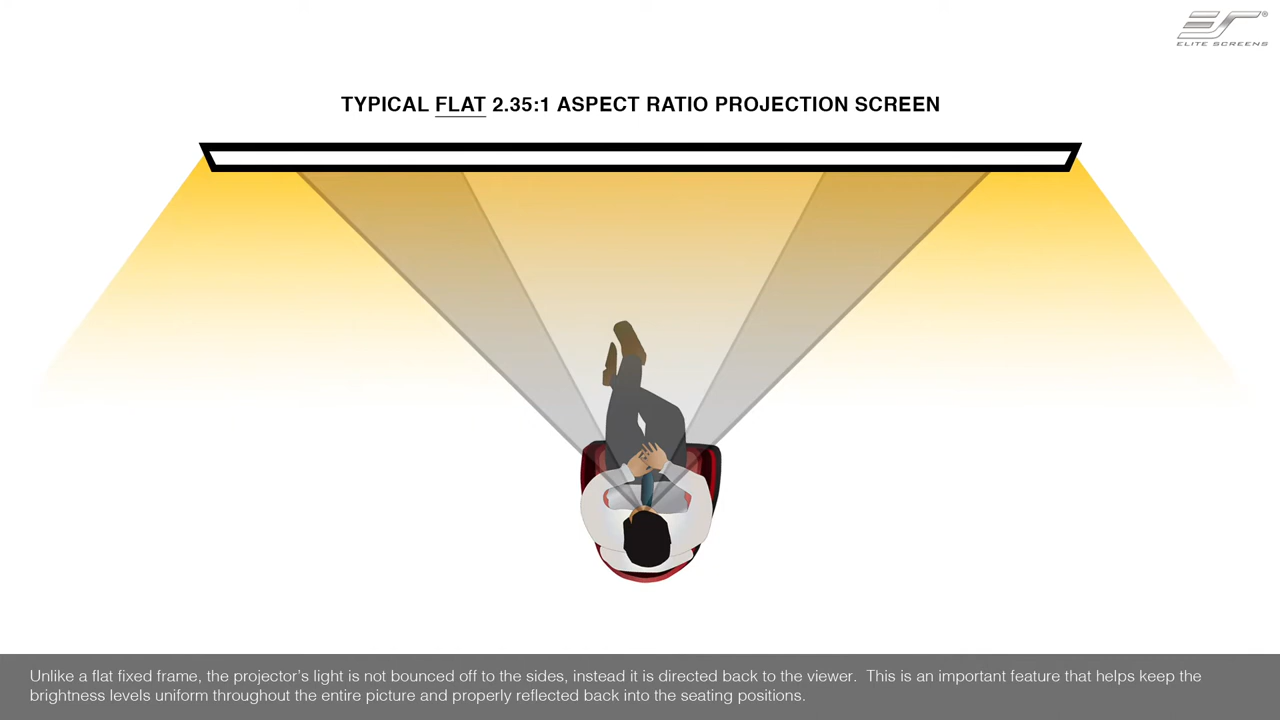 ELITE SCREENS®
TYPICAL FLAT 2.35:1 ASPECT RATIO PROJECTION SCREEN
Unlike a flat fixed frame, the projector's light is not bounced off to the sides, instead it is directed back to the viewer.  This is an important feature that helps keep the
brightness levels uniform throughout the entire picture and properly reflected back into the seating positions.